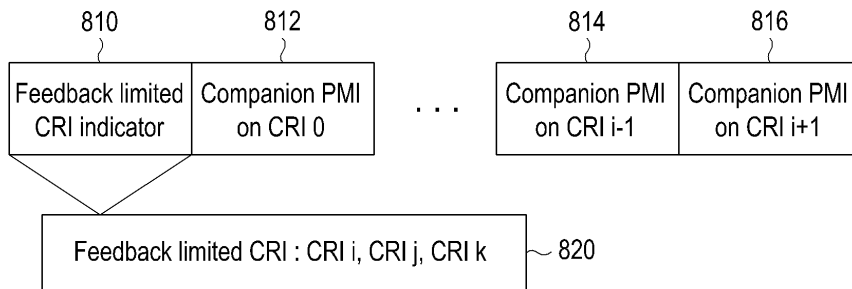 810
812
814
816
Feedback limited
CRI indicator
Companion PMI
on CRI 0
. . .
Companion PMI
on CRI i-1
Companion PMI
on CRI i+1
Feedback limited CRI : CRI i, CRI j, CRI k
820